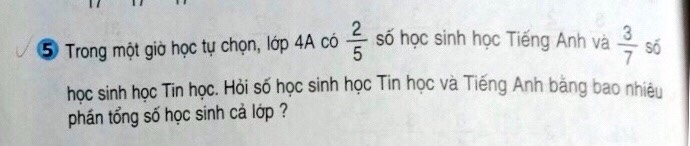 5 Trong một giờ học tự chọn, lớp 4A có 2/5 số học sinh học Tiếng Anh và 3/7 số
học sinh học Tin học. Hỏi số học sinh học Tin học và Tiếng Anh bằng bao nhiêu
phần tổng số học sinh cả lớp ?